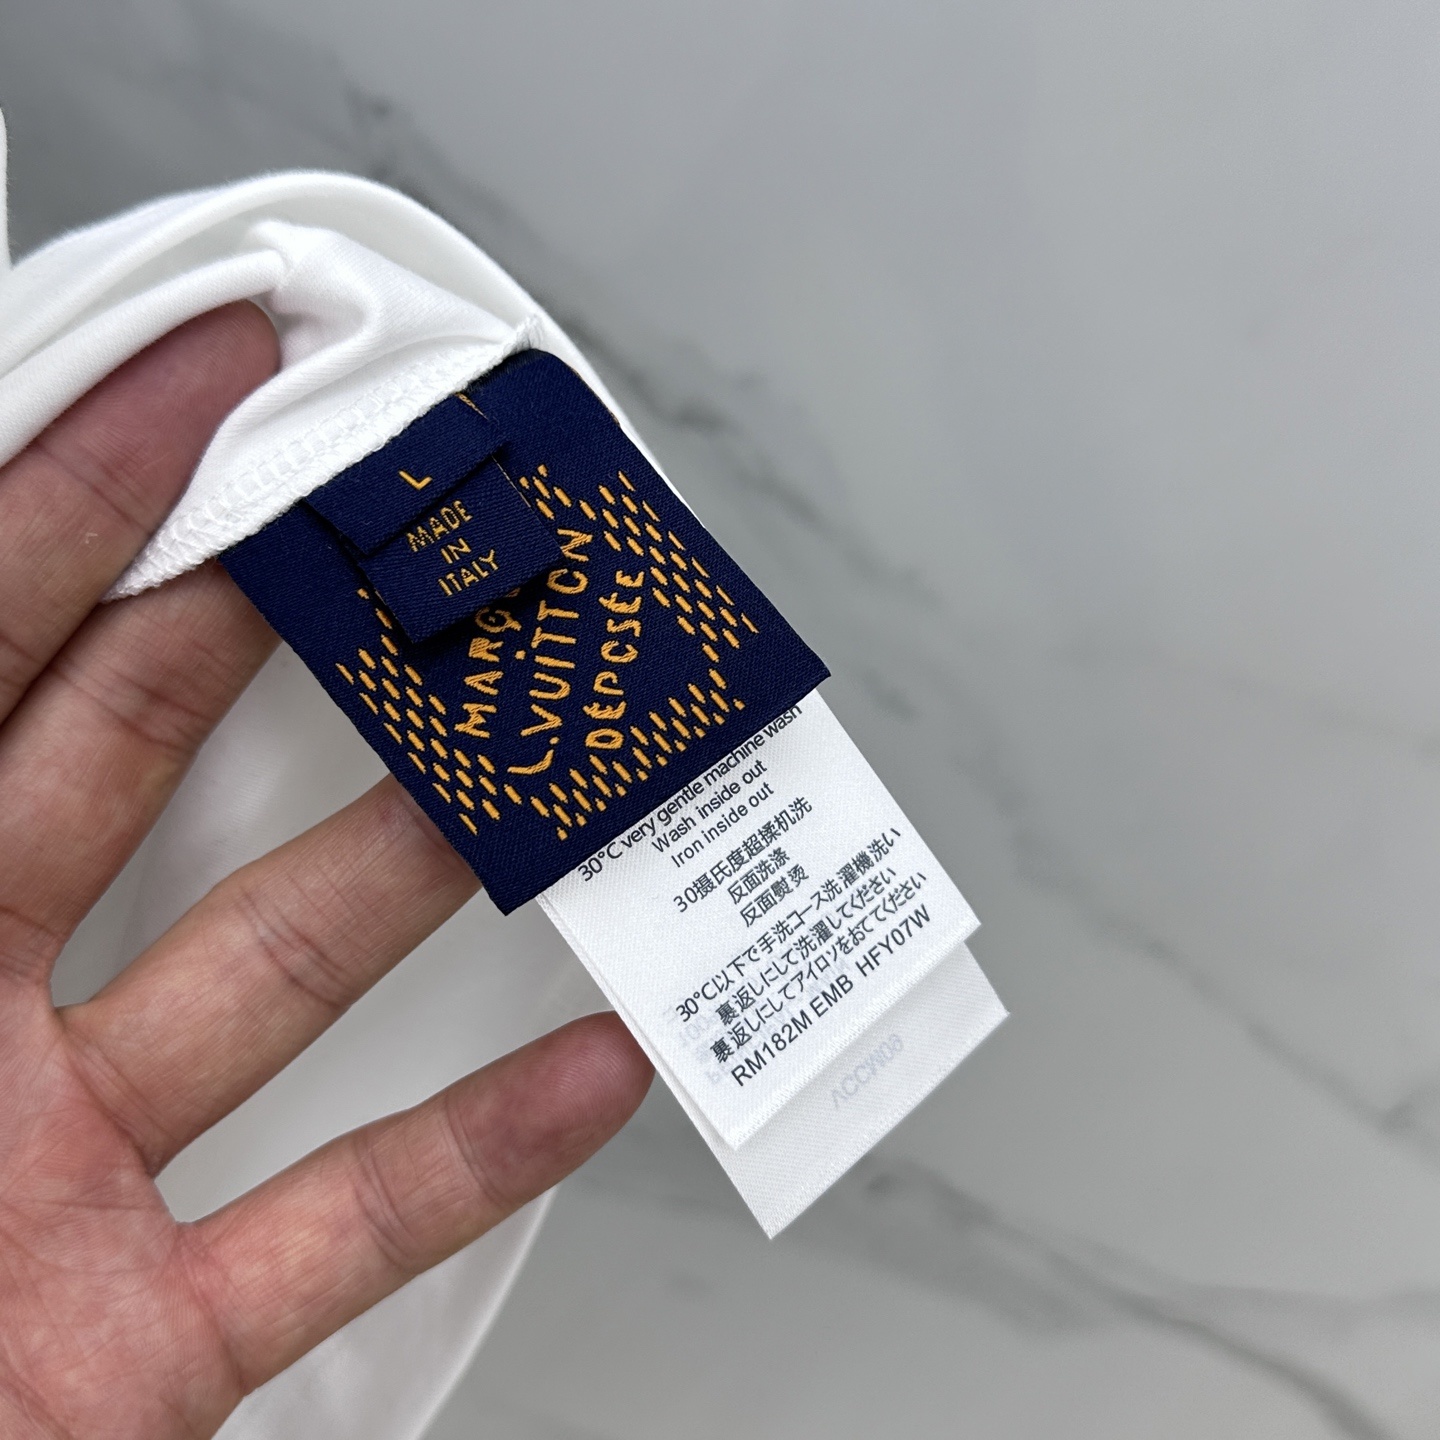 L
MADE
IN
ITALY
MARQ
L.VUiTTON
DEPOSE
30°C very gentle machine wash
Wash inside out
Iron inside out
30摄氏度超揉机洗
反面洗涤
反面熨烫
30°C以下で手洗コース洗濯機洗い
裏返しにして洗濯してください
裏返しにしてアイロンをおててください
RM182M EMB HFY07W